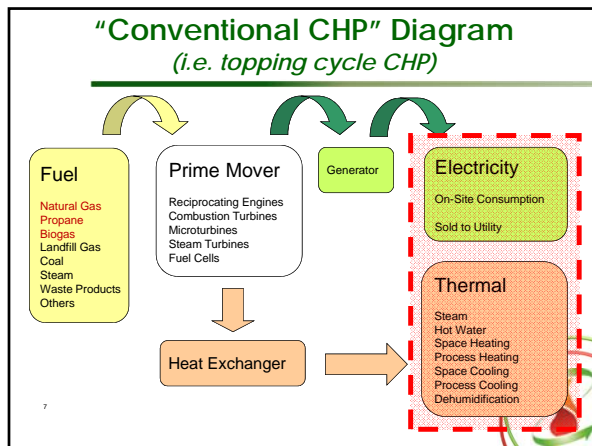 “Conventional CHP” Diagram
(i.e. topping cycle CHP)
Fuel
Natural Gas
Propane
Biogas
Landfill Gas
Coal
Steam
Waste Products
Others
Prime Mover
Reciprocating Engines
Combustion Turbines
Microturbines
Steam Turbines
Fuel Cells
Generator
Electricity
On-Site Consumption
Sold to Utility
Heat Exchanger
Thermal
Steam
Hot Water
Space Heating
Process Heating
Space Cooling
Process Cooling
Dehumidification
7